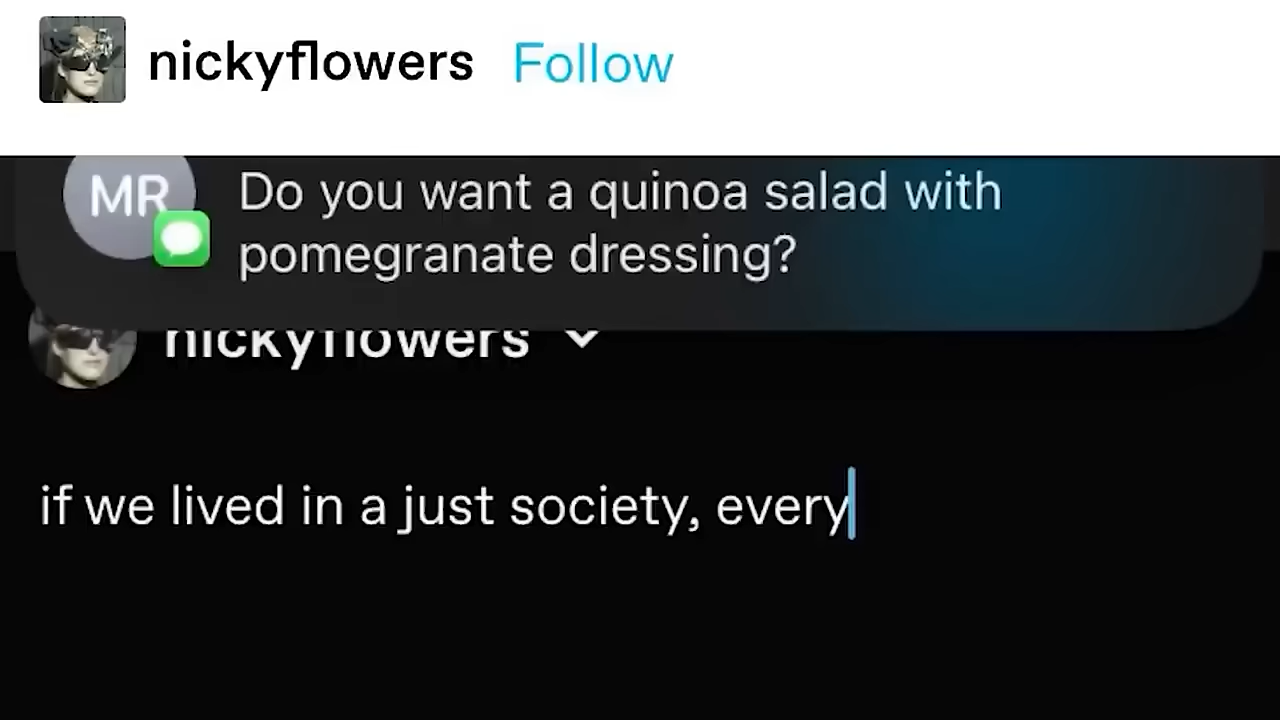 nickyflowers Follow
MR
Do you want a quinoa salad with
pomegranate dressing?
nickyflowers
if we lived in a just society, every